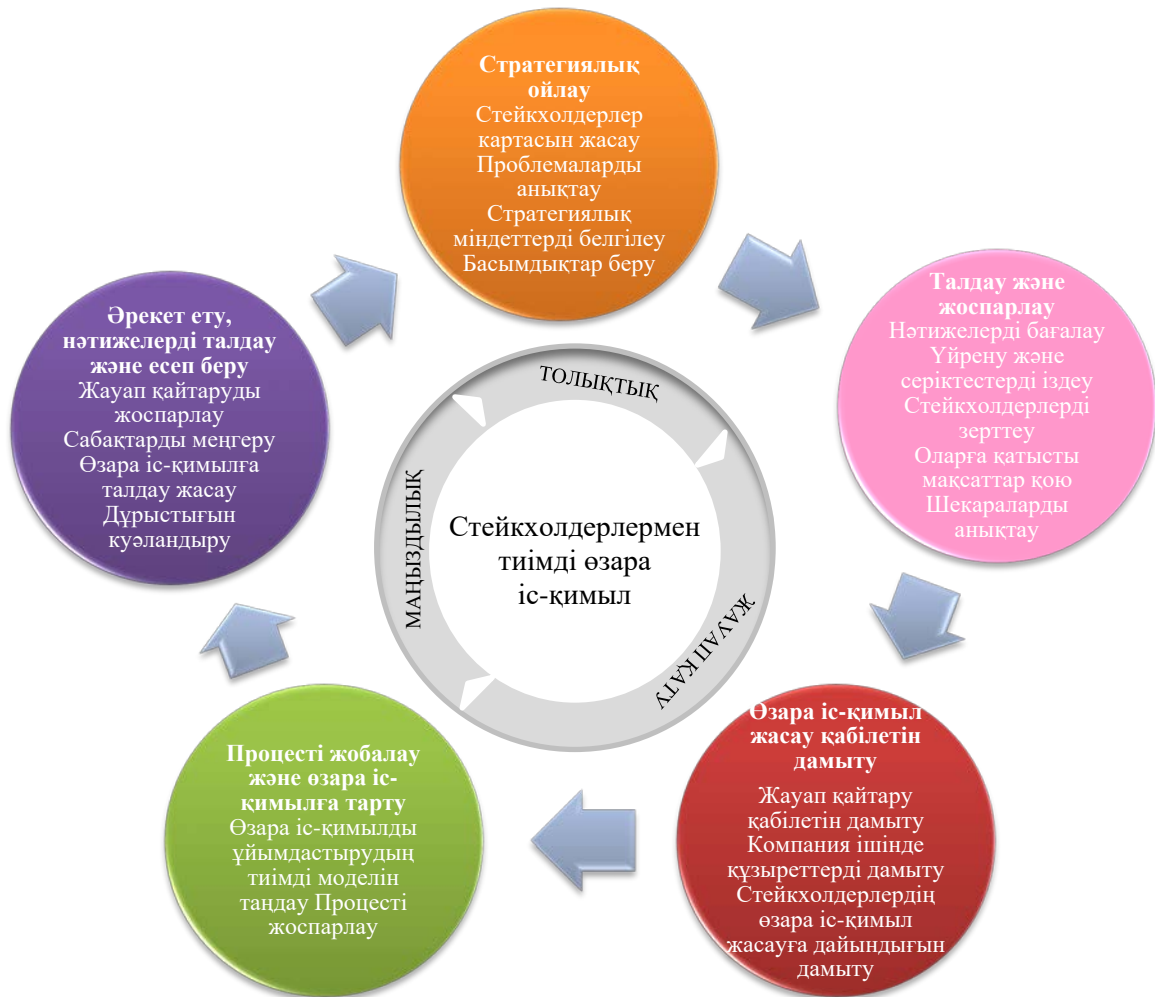 Стратегиялық
ойлау
Стейкхолдерлер
картасын жасау
Проблемаларды
анықтау
Стратегиялық
міндеттерді белгілеу
Басымдықтар беру
Талдау және
жоспарлау
Нәтижелерді бағалау
Үйрену және
серіктестерді іздеу
Стейкхолдерлерді
зерттеу
Оларға қатысты
мақсаттар қою
Шекараларды
анықтау
Өзара іс-қимыл
жасау қабілетін
дамыту
Жауап қайтару
қабілетін дамыту
Компания ішінде
құзыреттерді дамыту
Стейкхолдерлердің
өзара іс-қимыл
жасауға дайындығын
дамыту
Процесті жобалау
және өзара іс-
қимылға тарту
Өзара іс-қимылды
ұйымдастырудың
тиімді моделін
таңдау Процесті
жоспарлау
Әрекет ету,
нәтижелерді талдау
және есеп беру
Жауап қайтаруды
жоспарлау
Сабақтарды меңгеру
Өзара іс-қимылға
талдау жасау
Дұрыстығын
куәландыру
ТОЛЫҚТЫҚ
ЖАУАП ҚАТУ
МАҢЫЗДЫЛЫҚ
Стейкхолдерлермен
тиімді өзара
іс-қимыл